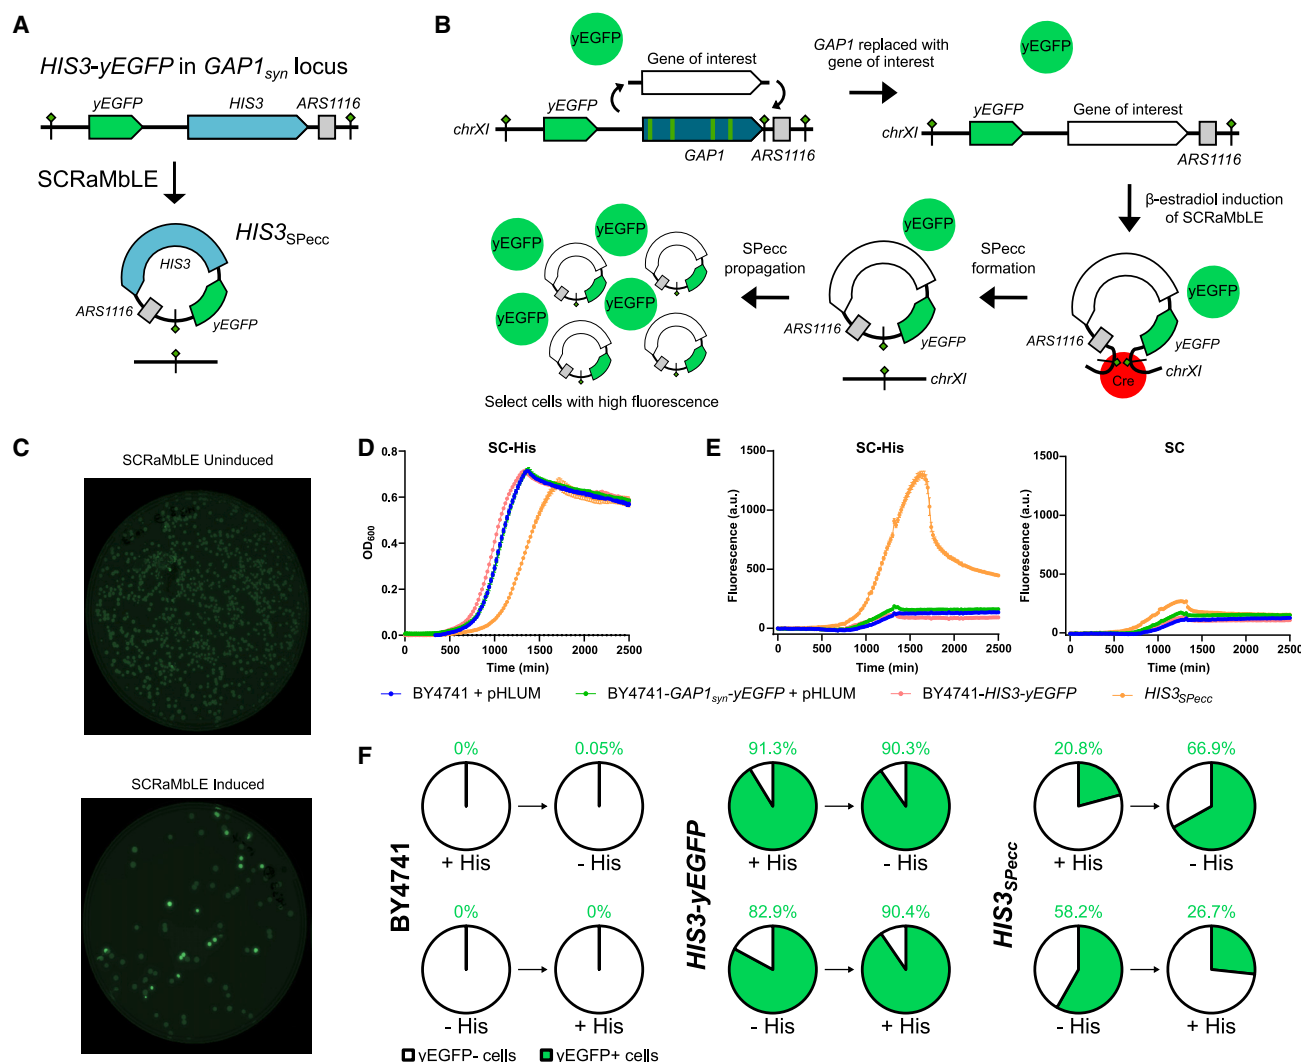 A
HIS3-yEGFP in GAP1syn locus
yEGFP
HIS3
ARS1116
SCRaMbLE
HIS3SPecc
HIS3
ARS1116
yEGFP
B
yEGFP
Gene of interest
GAP1 replaced with
gene of interest
yEGFP
yEGFP
chrXI
GAP1
ARS1116
yEGFP
Gene of interest
chrXI
ARS1116
β-estradiol induction
of SCRaMbLE
yEGFP
ARS1116
yEGFP
Cre
chrXI
SPecc
formation
yEGFP
ARS1116
yEGFP
chrXI
SPecc
propagation
yEGFP
yEGFP
yEGFP
yEGFP
Select cells with high fluorescence
C
SCRaMbLE Uninduced
SCRaMbLE Induced
D
SC-His
OD600
0.8
0.6
0.4
0.2
0.0
0 500 1000 1500 2000 2500
Time (min)
E
SC-His
Fluorescence (a.u.)
1500
1000
500
0
0 500 1000 1500 2000 2500
Time (min)
SC
Fluorescence (a.u.)
1500
1000
500
0
0 500 1000 1500 2000 2500
Time (min)
BY4741 + pHLUM
BY4741-GAP1syn-yEGFP + pHLUM
BY4741-HIS3-yEGFP
HIS3SPecc
F
BY4741
0% 0.05%
+ His - His
0% 0%
- His + His
HIS3-yEGFP
91.3% 90.3%
+ His - His
82.9% 90.4%
- His + His
HIS3SPecc
20.8% 66.9%
+ His - His
58.2% 26.7%
- His + His
yEGFP- cells
yEGFP+ cells